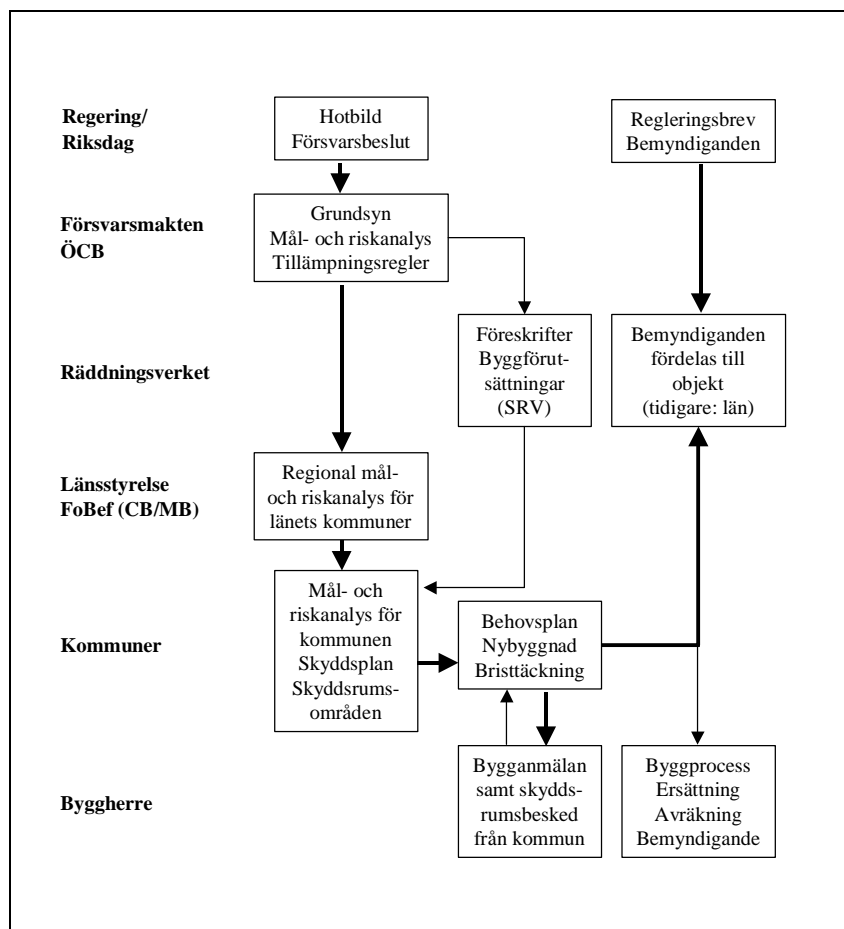 Regering/
Riksdag
Hotbild
Försvarsbeslut
Regleringsbrev
Bemyndiganden
Försvarsmakten
ÖCB
Grundsyn
Mål- och riskanalys
Tillämpningsregler
Räddningsverket
Föreskrifter
Byggförut-
sättningar
(SRV)
Bemyndiganden
fördelas till
objekt
(tidigare: län)
Länsstyrelse
FoBef (CB/MB)
Regional mål-
och riskanalys för
länets kommuner
Kommuner
Mål- och
riskanalys för
kommunen
Skyddsplan
Skyddsrums-
områden
Behovsplan
Nybyggnad
Bristtäckning
Byggherre
Bygganmälan
samt skydds-
rumsbesked
från kommun
Byggprocess
Ersättning
Avräkning
Bemyndigande